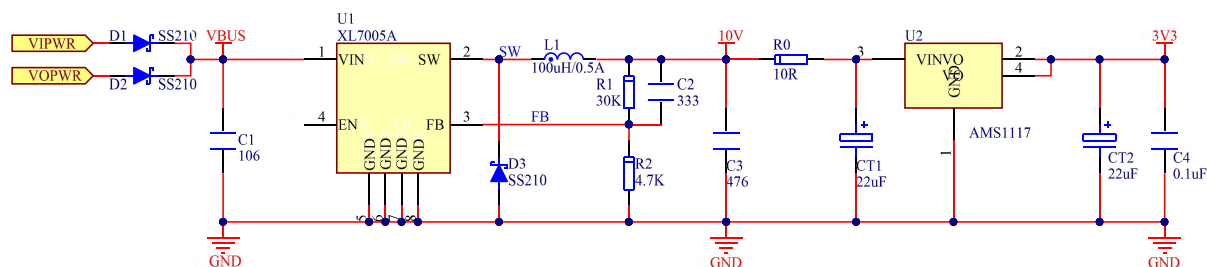 VIPWR
D1
SS210
VOPWR
D2
SS210
VBUS
C1
106
GND
U1
XL7005A
1
VIN
SW
2
4
EN
FB
3
GND
GND
GND
GND
5
6
7
8
SW
L1
100uH/0.5A
FB
D3
SS210
R1
30K
C2
333
R2
4.7K
10V
C3
476
GND
R0
10R
3
CT1
22uF
U2
VIN
VO
VO
GND
2
4
1
AMS1117
CT2
22uF
3V3
C4
0.1uF
GND